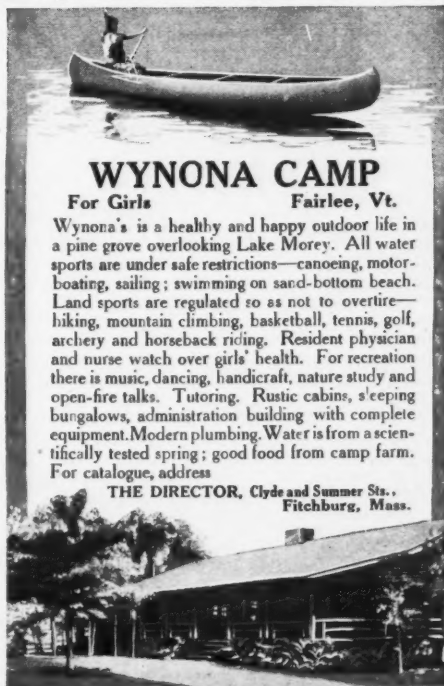 WYNONA CAMP
For Girls Fairlee, Vt.
Wynona's is a healthy and happy outdoor life in
a pine grove overlooking Lake Morey. All water
sports are under safe restrictions—canoeing, motor-
boating, sailing; swimming on sand-bottom beach.
Land sports are regulated so as not to overtire—
hiking, mountain climbing, basketball, tennis, golf,
archery and horseback riding. Resident physician
and nurse watch over girls' health. For recreation
there is music, dancing, handicraft, nature study and
open-fire talks. Tutoring. Rustic cabins, sleeping
bungalows, administration building with complete
equipment. Modern plumbing. Water is from a scien-
tifically tested spring; good food from camp farm.
For catalogue, address
THE DIRECTOR, Clyde and Summer Sts.,
Fitchburg, Mass.